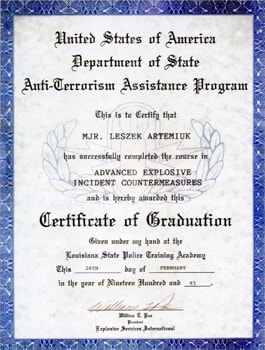 United States of America
Department of State
Anti-Terrorism Assistance Program
This is to Certify that
MJR. LESZEK ARTEMIUK
has successfully completed the course in
ADVANCED EXPLOSIVE
INCIDENT COUNTERMEASURES
and is hereby awarded this
Certificate of Graduation
Given under my hand at the
Louisiana State Police Training Academy
This 26TH day of FEBRUARY
in the year of Nineteen Hundred and 93.
President
Explosive Services International